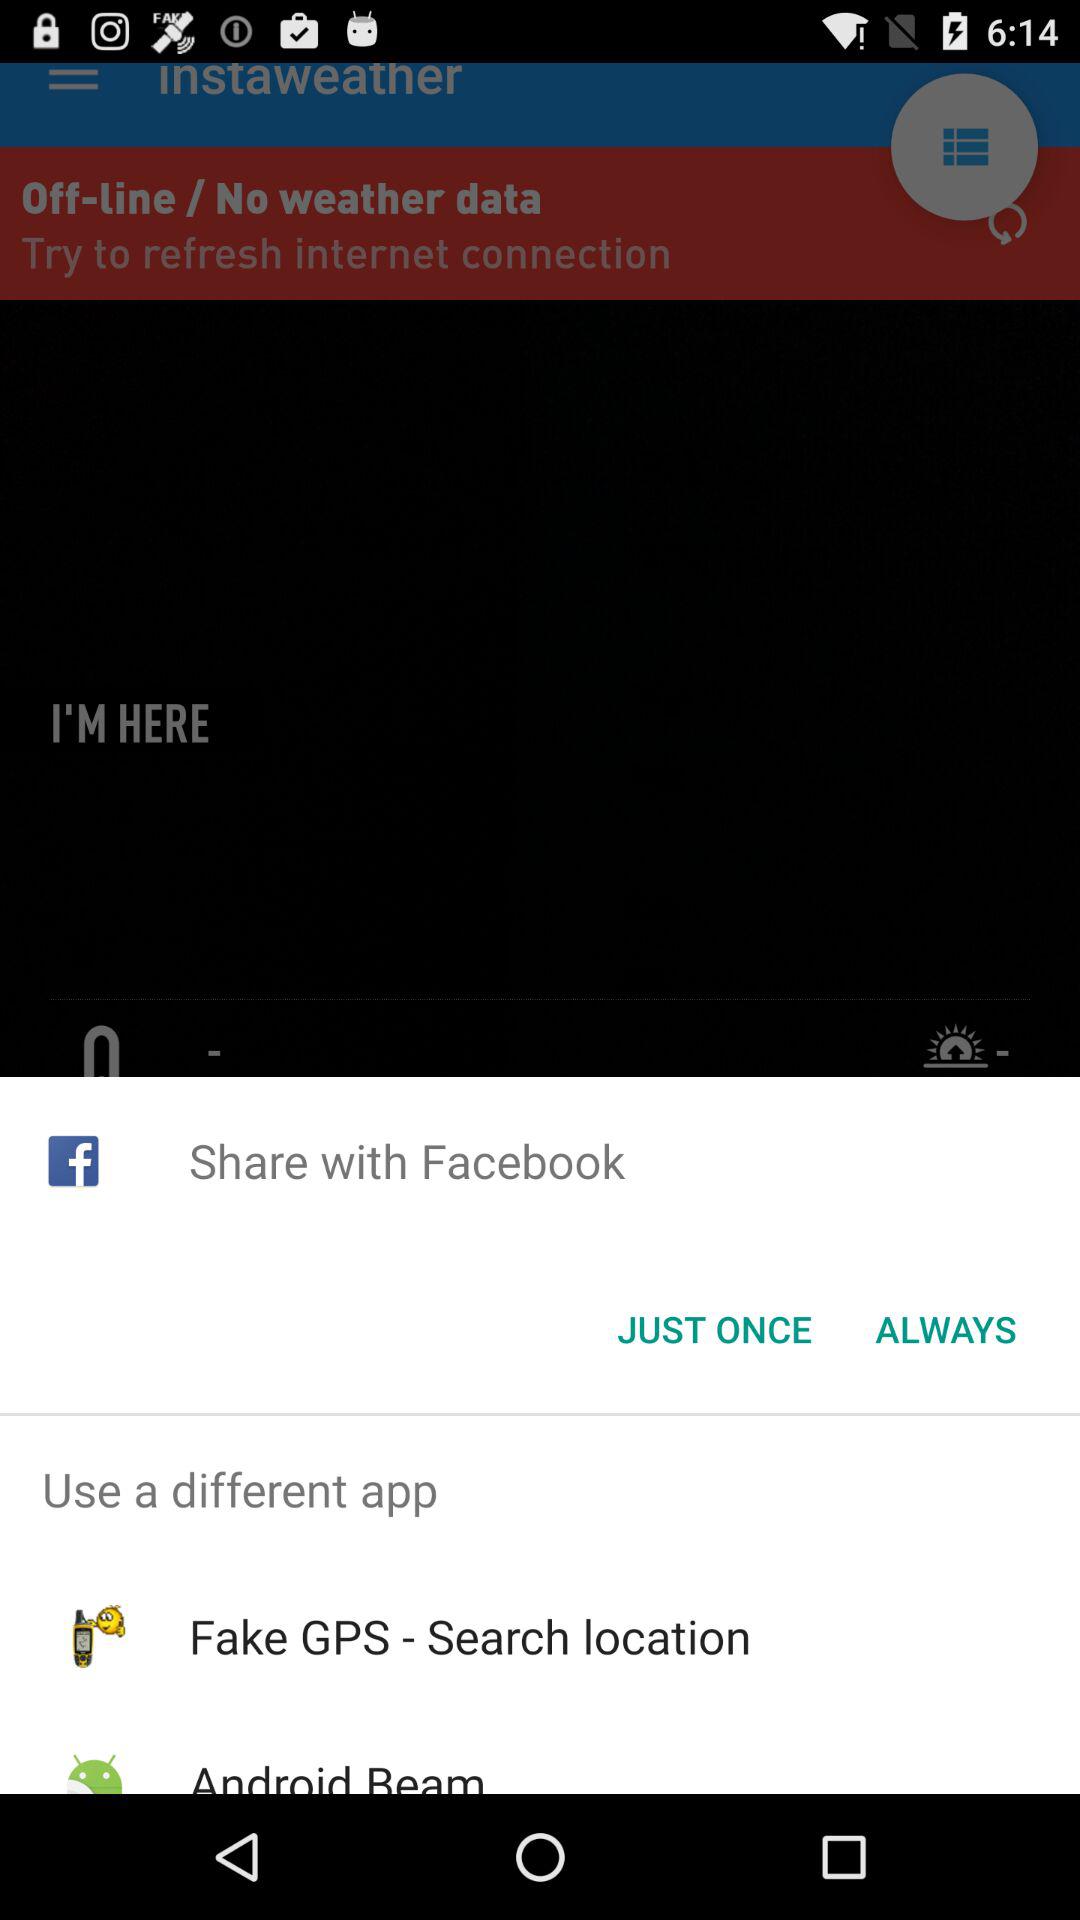 FAKE
6:14
instaweather
Off-line / No weather data
Try to refresh internet connection
I'M HERE
-
-
Share with Facebook
JUST ONCE
ALWAYS
Use a different app
Fake GPS - Search location
Android Beam